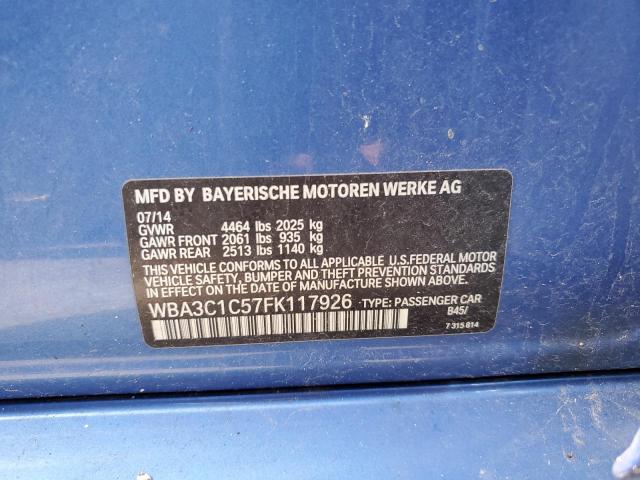 MFD BY BAYERISCHE MOTOREN WERKE AG
07/14
GVWR 4464 lbs 2025 kg
GAWR FRONT 2061 lbs 935 kg
GAWR REAR 2513 lbs 1140 kg
THIS VEHICLE CONFORMS TO ALL APPLICABLE U.S.FEDERAL MOTOR
VEHICLE SAFETY, BUMPER AND THEFT PREVENTION
STANDARDS IN EFFECT ON THE
DATE OF MANUFACTURE SHOWN ABOVE.
WBA3C1C57FK117926 TYPE: PASSENGER CAR
B45/
7 315 814